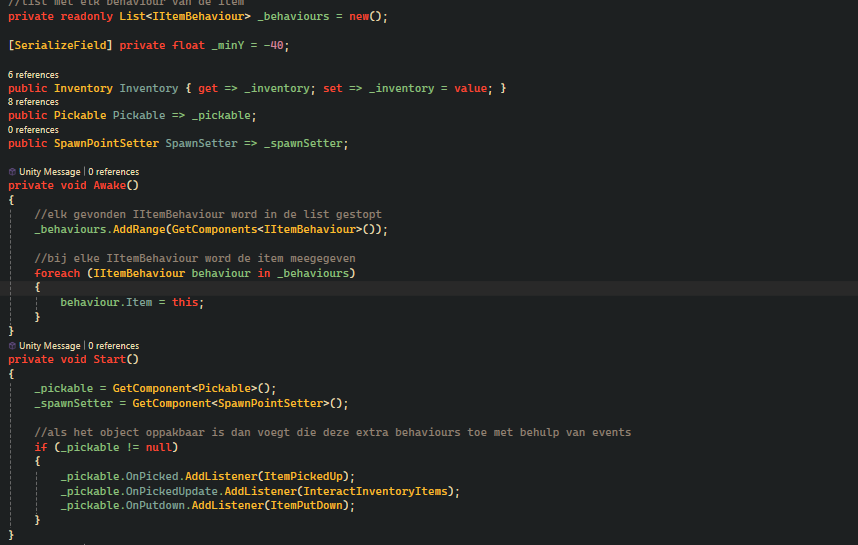 //list met elk behaviour van de item
private readonly List<IItemBehaviour> _behaviours = new();
[SerializeField] private float _minY = -40;
6 references
public Inventory Inventory { get => _inventory; set => _inventory = value; }
8 references
public Pickable Pickable => _pickable;
0 references
public SpawnPointSetter SpawnSetter => _spawnSetter;
Unity Message | 0 references
private void Awake()
{
//elk gevonden IItemBehaviour word in de list gestopt
_behaviours.AddRange(GetComponents<IItemBehaviour>());
//bij elke IItemBehaviour word de item meegegeven
foreach (IItemBehaviour behaviour in _behaviours)
{
behaviour.Item = this;
}
}
Unity Message | 0 references
private void Start()
{
_pickable = GetComponent<Pickable>();
_spawnSetter = GetComponent<SpawnPointSetter>();
//als het object oppakbaar is dan voegt die deze extra behaviours toe met behulp van events
if (_pickable != null)
{
_pickable.OnPicked.AddListener(ItemPickedUp);
_pickable.OnPickedUpdate.AddListener(InteractInventoryItems);
_pickable.OnPutdown.AddListener(ItemPutDown);
}
}